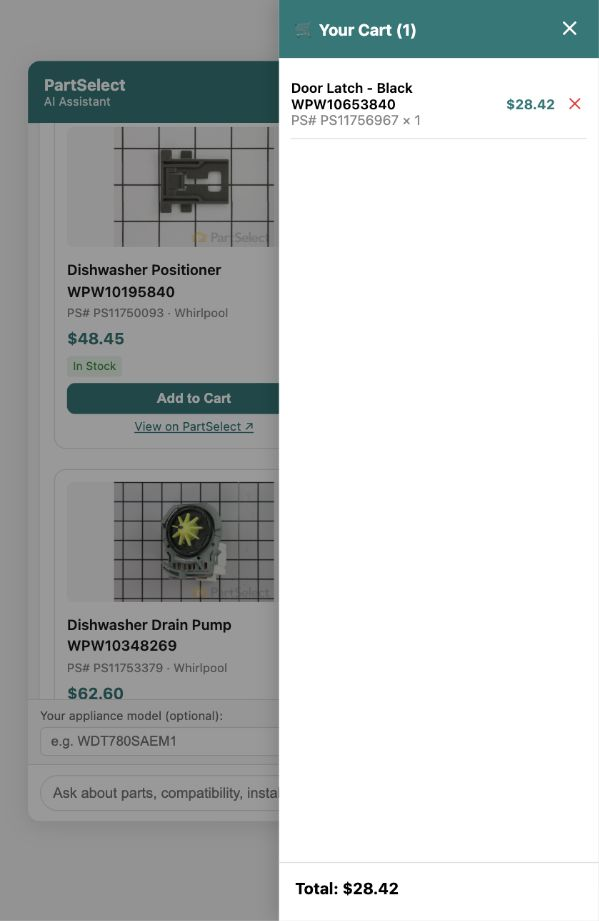 PartSelect
AI Assistant
PartSelect
Dishwasher Positioner
WPW10195840
PS# PS11750093 · Whirlpool
$48.45
In Stock
Add to Cart
View on PartSelect ↗
PartSelect
Dishwasher Drain Pump
WPW10348269
PS# PS11753379 · Whirlpool
$62.60
Your appliance model (optional):
e.g. WDT780SAEM1
Ask about parts, compatibility, instal
🛒 Your Cart (1)
✕
Door Latch - Black
WPW10653840
PS# PS11756967 × 1
$28.42 ✕
Total: $28.42